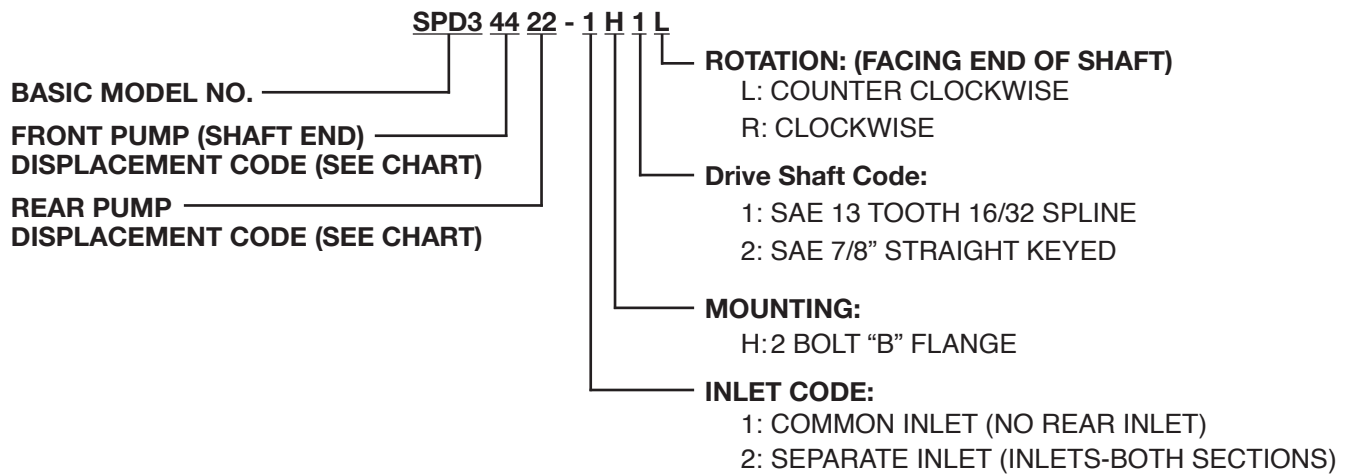 SPD3 44 22 - 1 H 1 L
BASIC MODEL NO.
FRONT PUMP (SHAFT END)
DISPLACEMENT CODE (SEE CHART)
REAR PUMP
DISPLACEMENT CODE (SEE CHART)
ROTATION: (FACING END OF SHAFT)
L: COUNTER CLOCKWISE
R: CLOCKWISE
Drive Shaft Code:
1: SAE 13 TOOTH 16/32 SPLINE
2: SAE 7/8” STRAIGHT KEYED
MOUNTING:
H: 2 BOLT “B” FLANGE
INLET CODE:
1: COMMON INLET (NO REAR INLET)
2: SEPARATE INLET (INLETS-BOTH SECTIONS)